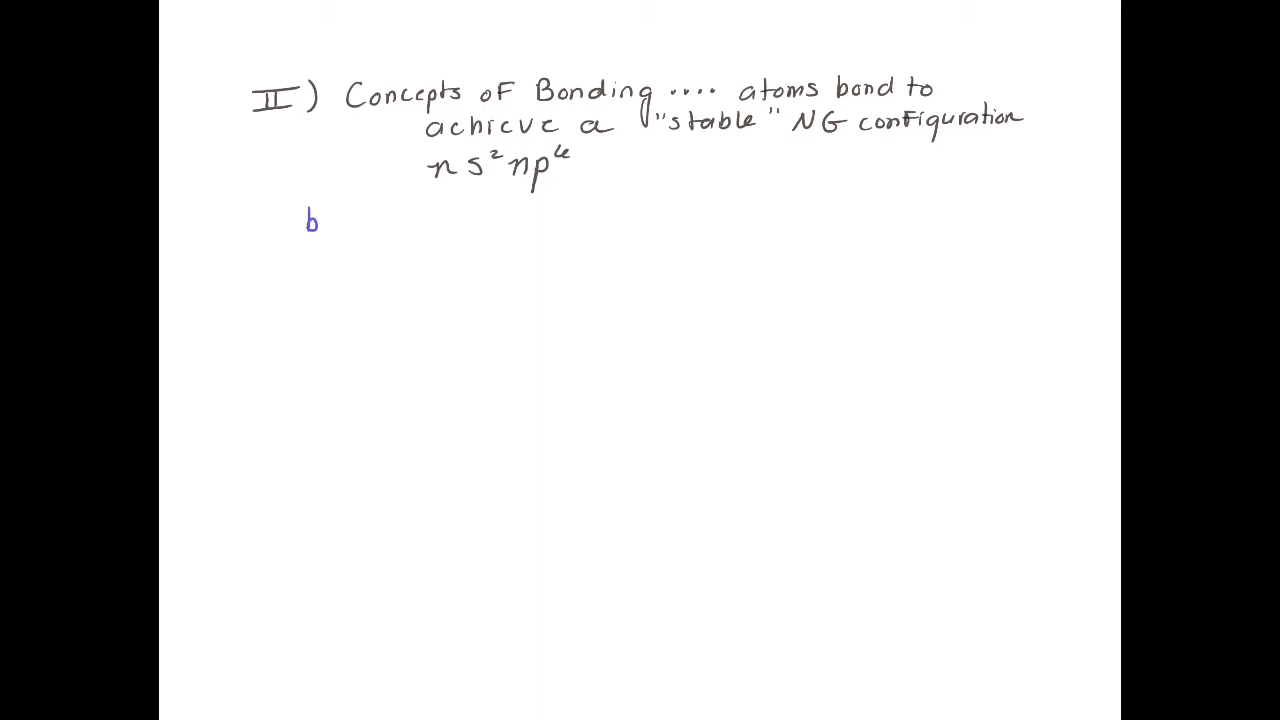 II) Concepts of Bonding .... atoms bond to
achieve a "stable" NG configuration
ns²np⁶
b